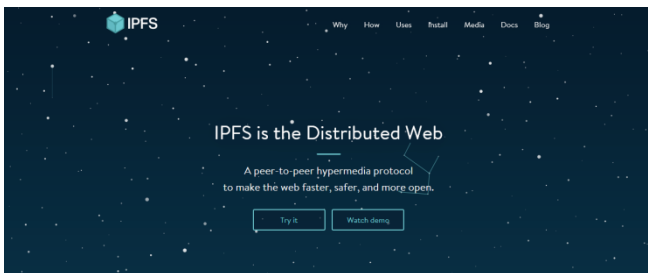 IPFS
Why How Uses Install Media Docs Blog
IPFS is the Distributed Web
A peer-to-peer hypermedia protocol
to make the web faster, safer, and more open.
Try it Watch demo